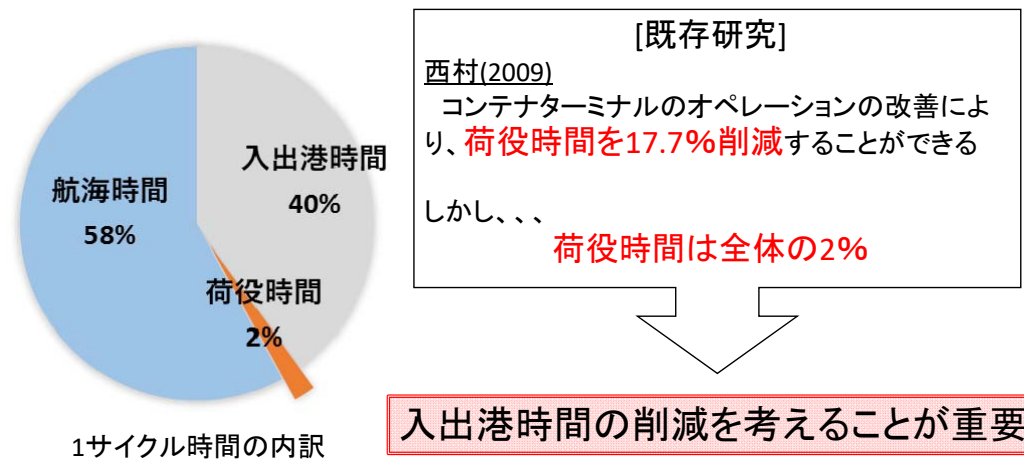 入出港時間
40%
航海時間
58%
荷役時間
2%
1サイクル時間の内訳
[既存研究]
西村(2009)
コンテナターミナルのオペレーションの改善によ
り、荷役時間を17.7%削減することができる
しかし、、、
荷役時間は全体の2%
入出港時間の削減を考えることが重要